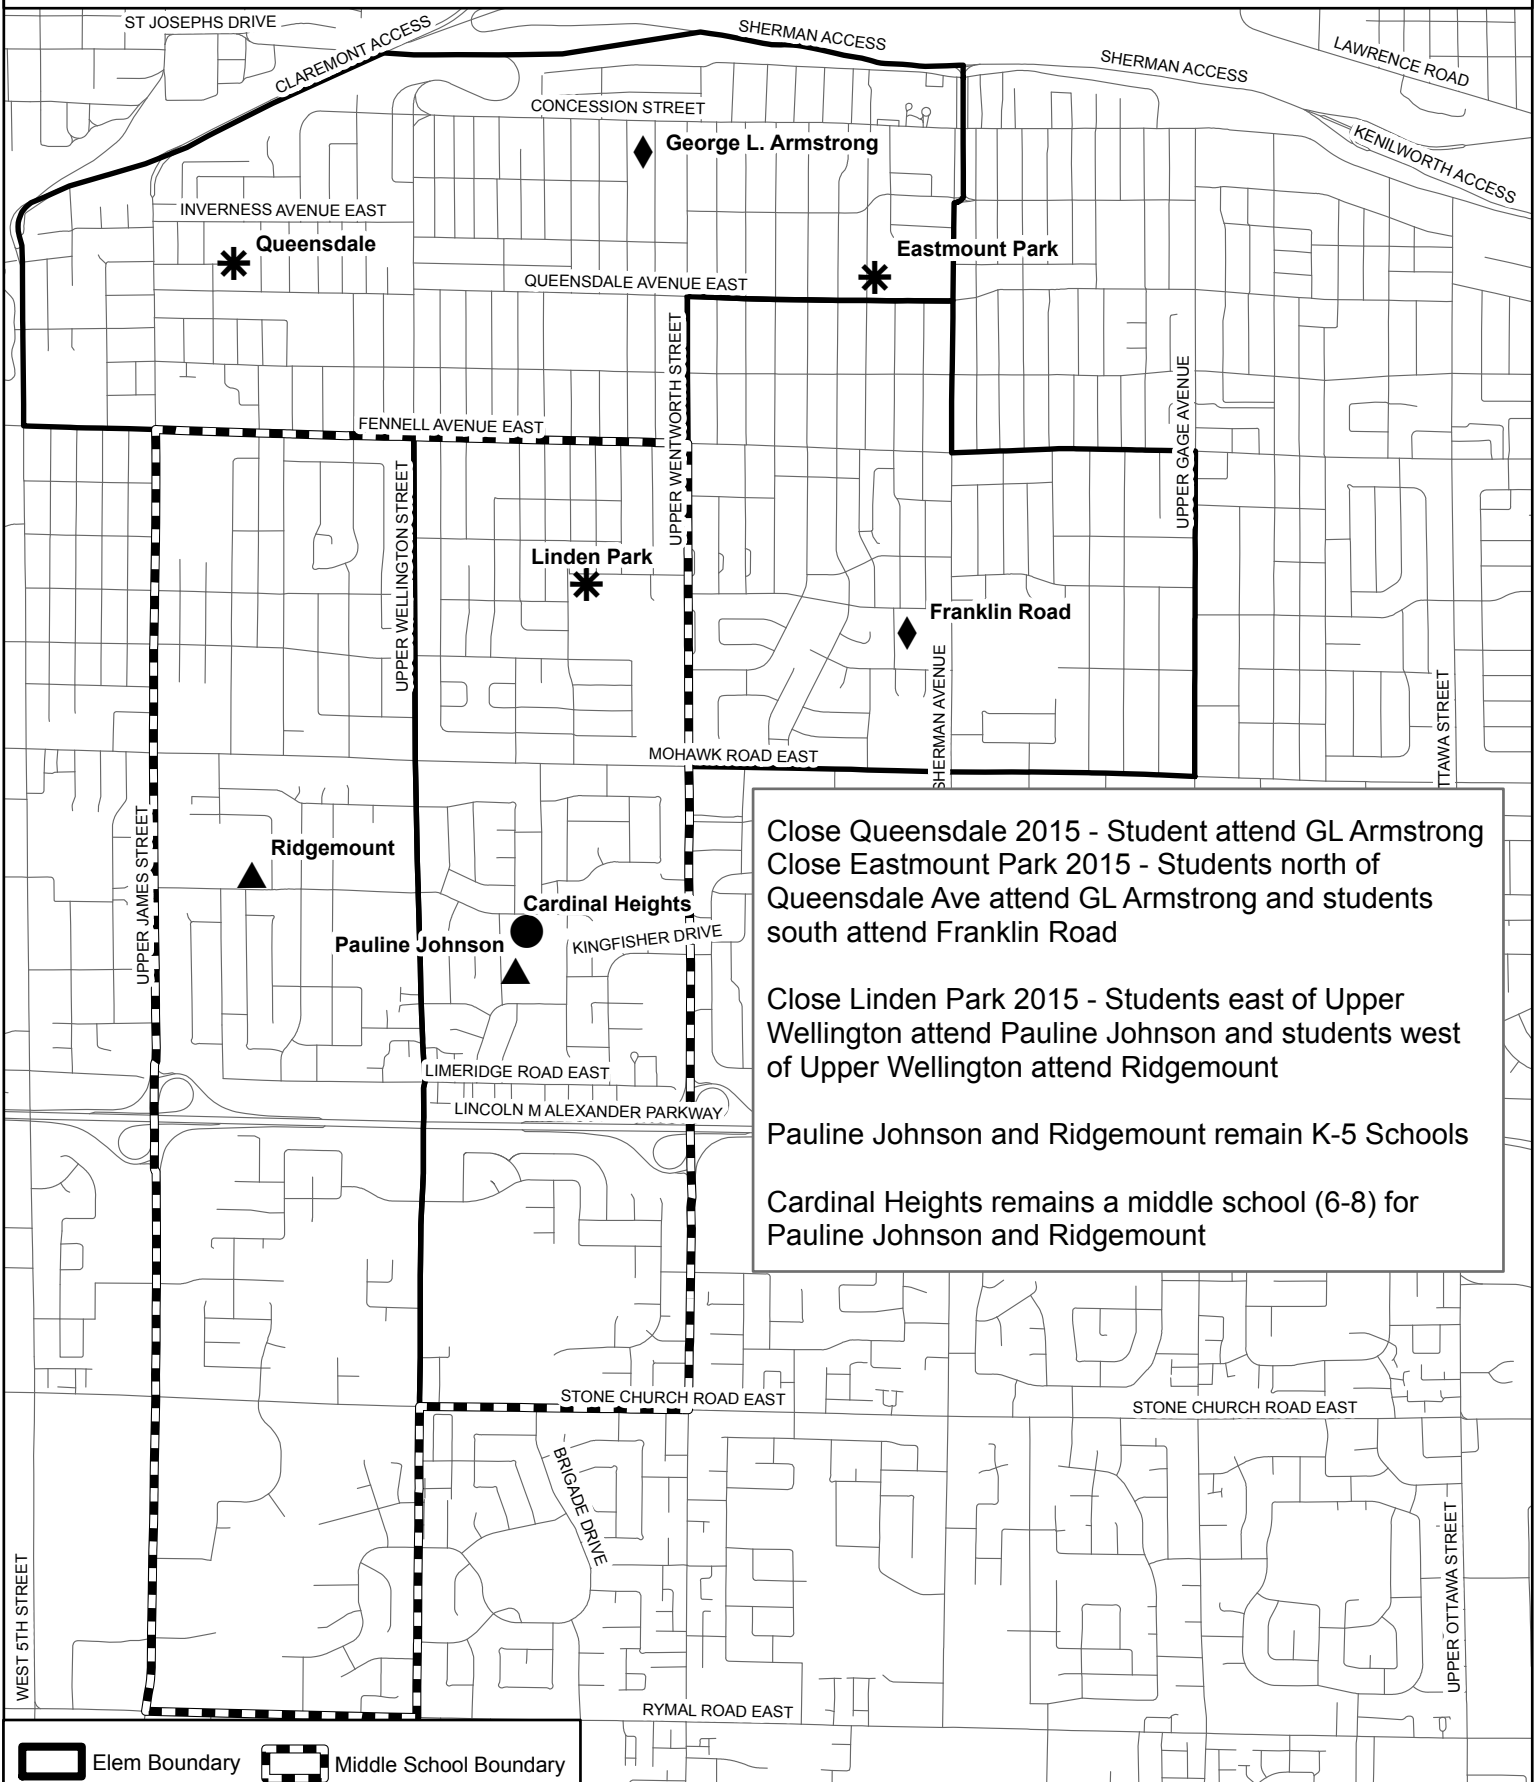 ST JOSEPHS DRIVE
CLAREMONT ACCESS
SHERMAN ACCESS
SHERMAN ACCESS
LAWRENCE ROAD
KENILWORTH ACCESS
CONCESSION STREET
George L. Armstrong
INVERNESS AVENUE EAST
Queensdale
Eastmount Park
QUEENSDALE AVENUE EAST
UPPER WENTWORTH STREET
UPPER GAGE AVENUE
FENNELL AVENUE EAST
UPPER WELLINGTON STREET
Linden Park
Franklin Road
SHERMAN AVENUE
TTAWA STREET
MOHAWK ROAD EAST
UPPER JAMES STREET
Ridgemount
Cardinal Heights
Pauline Johnson
KINGFISHER DRIVE
LIMERIDGE ROAD EAST
LINCOLN M ALEXANDER PARKWAY
Close Queensdale 2015 - Student attend GL Armstrong
Close Eastmount Park 2015 - Students north of
Queensdale Ave attend GL Armstrong and students
south attend Franklin Road
Close Linden Park 2015 - Students east of Upper
Wellington attend Pauline Johnson and students west
of Upper Wellington attend Ridgemount
Pauline Johnson and Ridgemount remain K-5 Schools
Cardinal Heights remains a middle school (6-8) for
Pauline Johnson and Ridgemount
STONE CHURCH ROAD EAST
STONE CHURCH ROAD EAST
BRIGADE DRIVE
WEST 5TH STREET
UPPER OTTAWA STREET
RYMAL ROAD EAST
Elem Boundary
Middle School Boundary